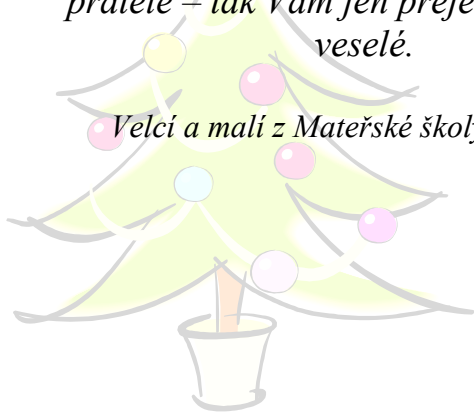 přátelé – tak Vám jen přeje
veselé.
Velcí a malí z Mateřské školy